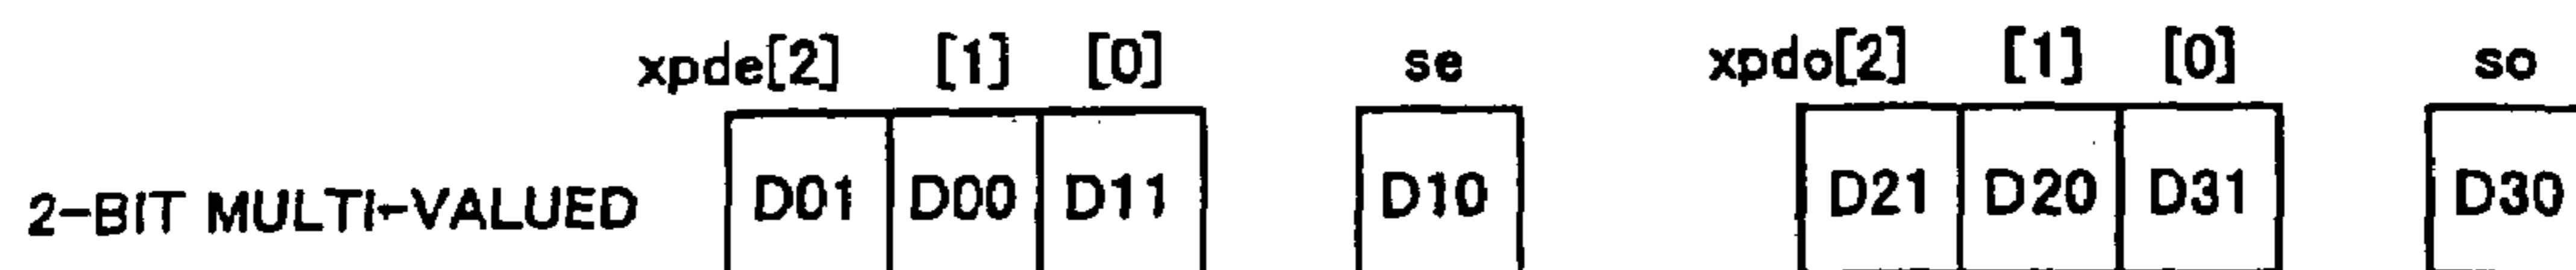 xpde[2] [1] [0] se xpdo[2] [1] [0] so
2-BIT MULTI-VALUED D01 D00 D11 D10 D21 D20 D31 D30